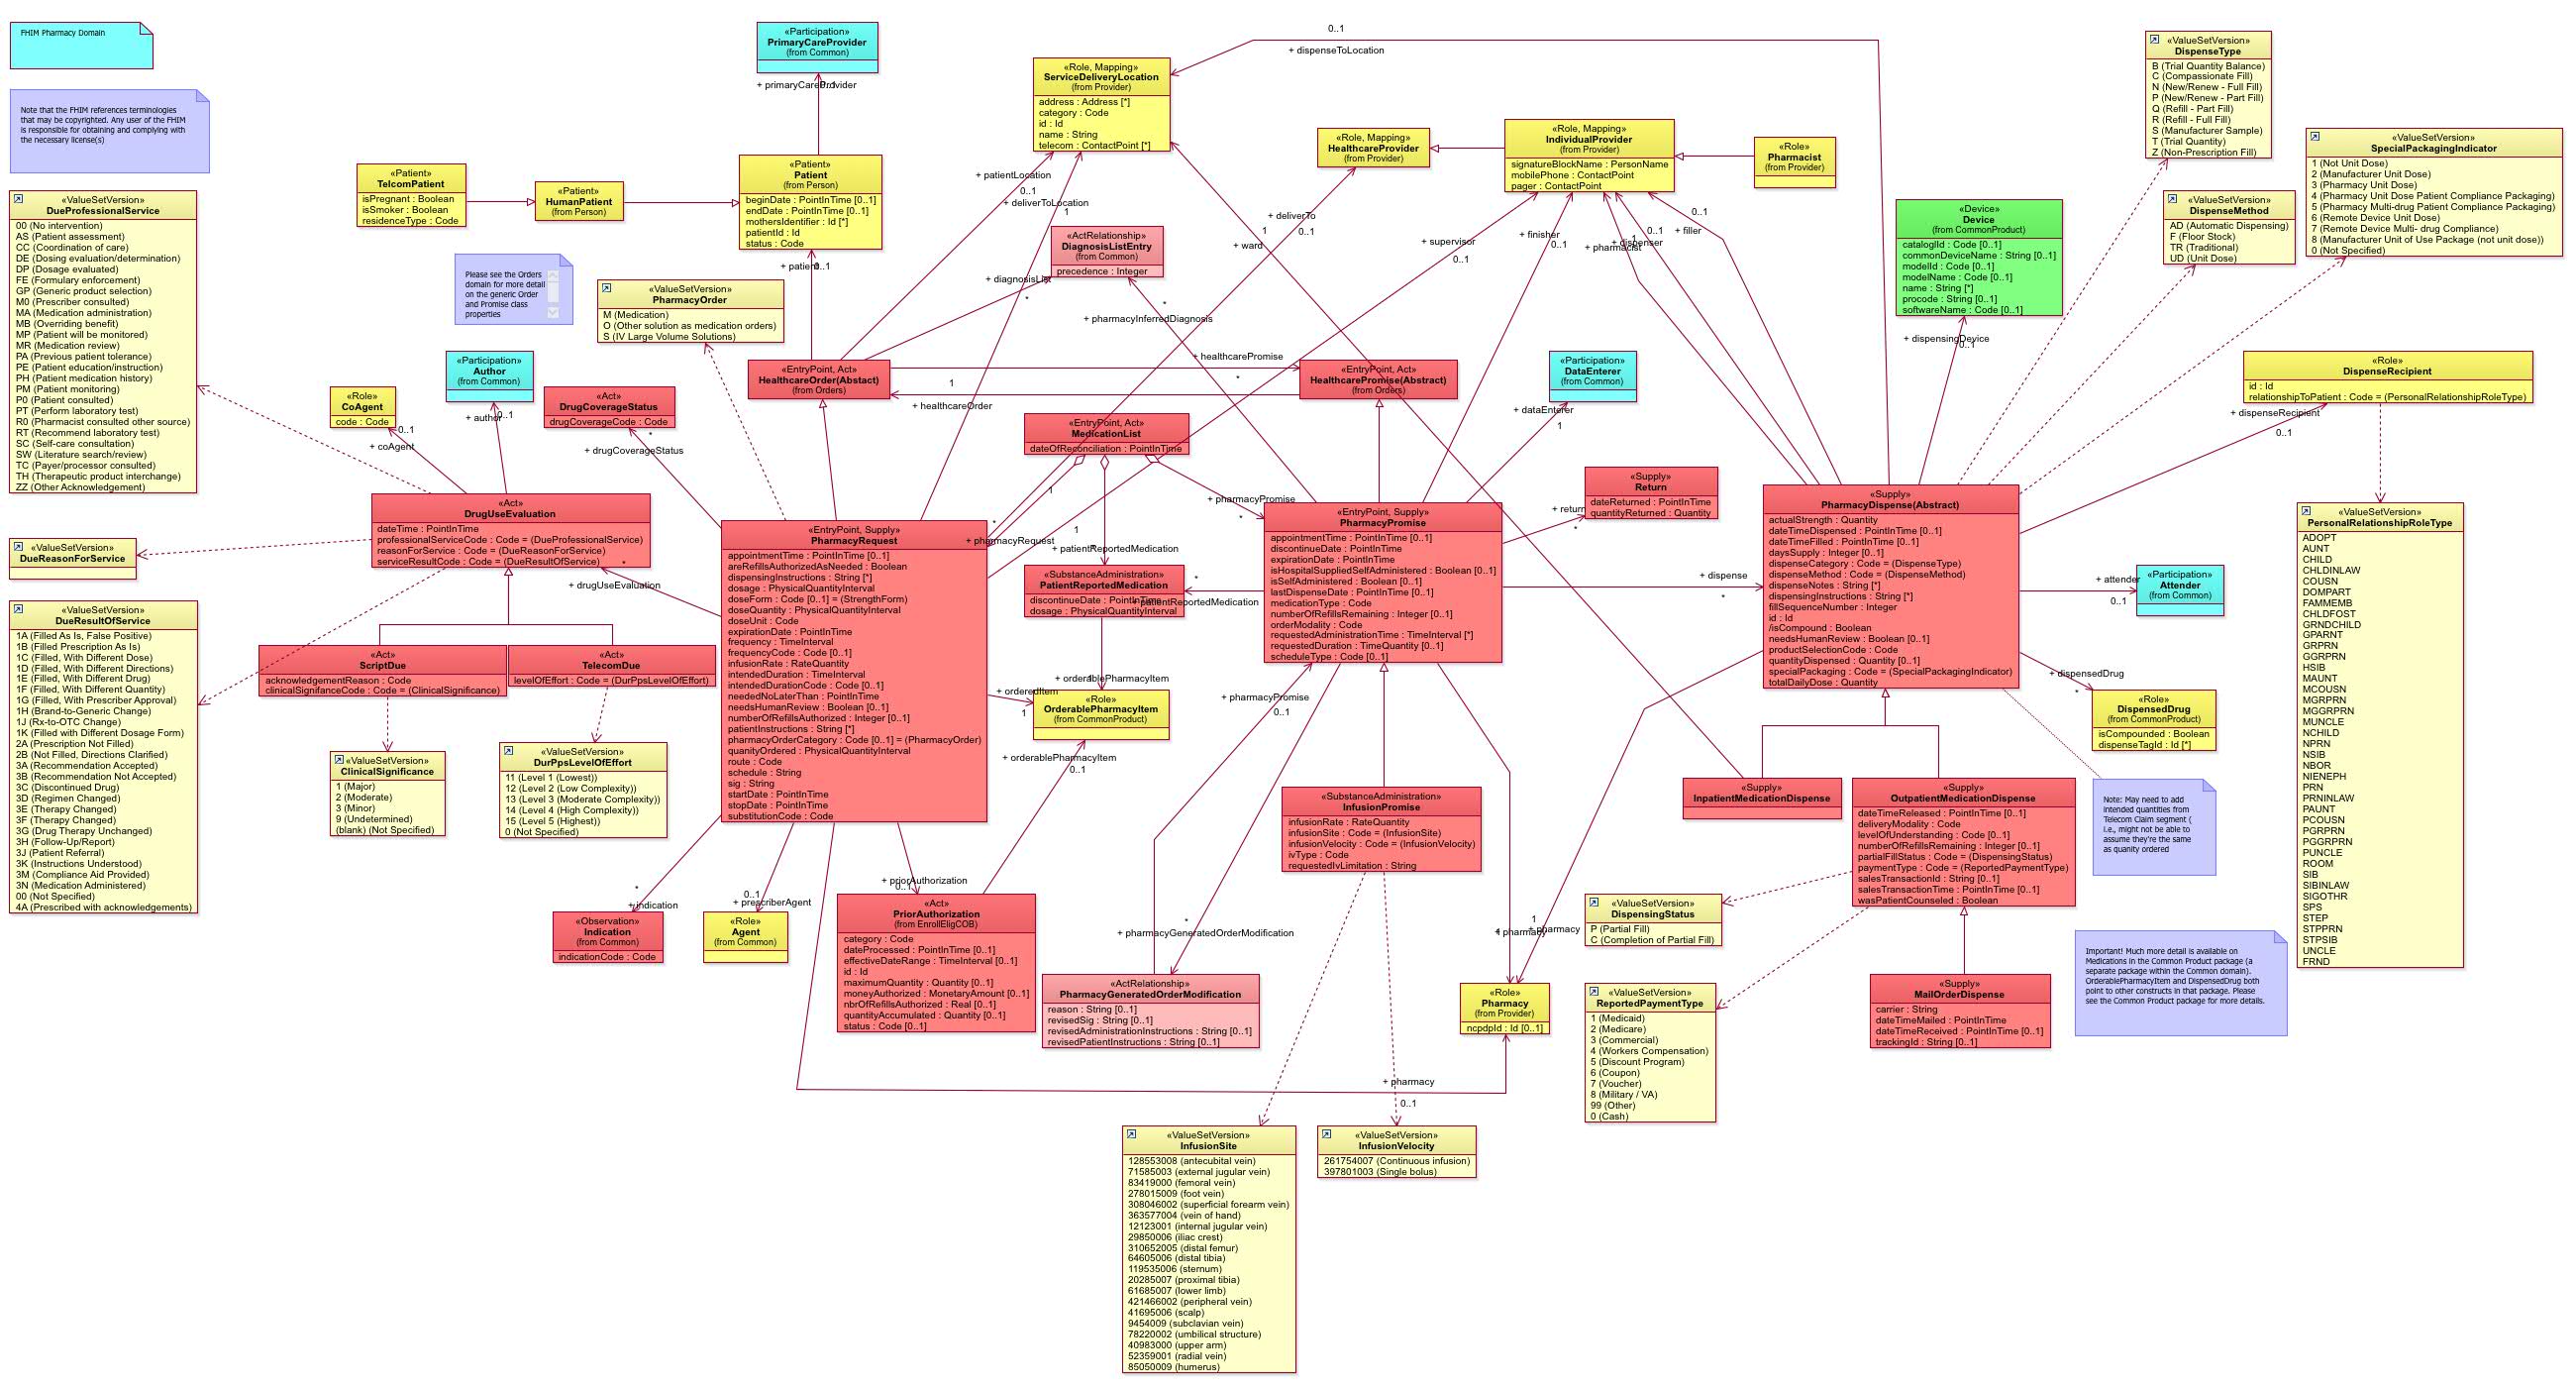 FHIM Pharmacy Domain
Note that the FHIM references terminologies
that may be copyrighted. Any user of the FHIM
is responsible for obtaining and complying with
the necessary license(s)
«ValueSetVersion»
DueProfessionalService
00 (No intervention)
AS (Patient assessment)
CC (Coordination of care)
DE (Dosing evaluation/determination)
DP (Dosage evaluated)
FE (Formulary enforcement)
GP (Generic product selection)
M0 (Prescriber consulted)
MA (Medication administration)
MB (Overriding benefit)
MP (Patient will be monitored)
MR (Medication review)
PA (Previous patient tolerance)
PE (Patient education/instruction)
PH (Patient medication history)
PM (Patient monitoring)
P0 (Patient consulted)
PT (Perform laboratory test)
R0 (Pharmacist consulted other source)
RT (Recommend laboratory test)
SC (Self-care consultation)
SW (Literature search/review)
TC (Payer/processor consulted)
TH (Therapeutic product interchange)
ZZ (Other Acknowledgement)
«ValueSetVersion»
DueReasonForService
«ValueSetVersion»
DueResultOfService
1A (Filled As Is, False Positive)
1B (Filled Prescription As Is)
1C (Filled, With Different Dose)
1D (Filled, With Different Directions)
1E (Filled, With Different Drug)
1F (Filled, With Different Quantity)
1G (Filled, With Prescriber Approval)
1H (Brand-to-Generic Change)
1J (Rx-to-OTC Change)
1K (Filled with Different Dosage Form)
2A (Prescription Not Filled)
2B (Not Filled, Directions Clarified)
3A (Recommendation Accepted)
3B (Recommendation Not Accepted)
3C (Discontinued Drug)
3D (Regimen Changed)
3E (Therapy Changed)
3F (Therapy Changed)
3G (Drug Therapy Unchanged)
3H (Follow-Up/Report)
3J (Patient Referral)
3K (Instructions Understood)
3M (Compliance Aid Provided)
3N (Medication Administered)
00 (Not Specified)
4A (Prescribed with acknowledgements)
«Patient»
TelcomPatient
isPregnant : Boolean
isSmoker : Boolean
residenceType : Code
«Patient»
HumanPatient
(from Person)
«Participation»
PrimaryCareProvider
(from Common)
+ primaryCareProvider
0..1
«Patient»
Patient
(from Person)
beginDate : PointInTime [0..1]
endDate : PointInTime [0..1]
mothersIdentifier : Id [*]
patientId : Id
status : Code
+ patient
0..1
Please see the Orders
domain for more detail
on the generic Order
and Promise class
properties
«ValueSetVersion»
PharmacyOrder
M (Medication)
O (Other solution as medication orders)
S (IV Large Volume Solutions)
«Role»
CoAgent
code : Code
0..1
+ coAgent
«Participation»
Author
(from Common)
+ author
0..1
«Act»
DrugCoverageStatus
drugCoverageCode : Code
*
+ drugCoverageStatus
«Act»
DrugUseEvaluation
dateTime : PointInTime
professionalServiceCode : Code = (DueProfessionalService)
reasonForService : Code = (DueReasonForService)
serviceResultCode : Code = (DueResultOfService)
*
+ drugUseEvaluation
«Act»
ScriptDue
acknowledgementReason : Code
clinicalSignifanceCode : Code = (ClinicalSignificance)
«Act»
TelecomDue
levelOfEffort : Code = (DurPpsLevelOfEffort)
«ValueSetVersion»
ClinicalSignificance
1 (Major)
2 (Moderate)
3 (Minor)
9 (Undetermined)
(blank) (Not Specified)
«ValueSetVersion»
DurPpsLevelOfEffort
11 (Level 1 (Lowest))
12 (Level 2 (Low Complexity))
13 (Level 3 (Moderate Complexity))
14 (Level 4 (High Complexity))
15 (Level 5 (Highest))
0 (Not Specified)
«EntryPoint, Act»
HealthcareOrder(Abstact)
(from Orders)
«EntryPoint, Supply»
PharmacyRequest
appointmentTime : PointInTime [0..1]
areRefillsAuthorizedAsNeeded : Boolean
dispensingInstructions : String [*]
dosage : PhysicalQuantityInterval
doseForm : Code [0..1] = (StrengthForm)
doseQuantity : PhysicalQuantityInterval
doseUnit : Code
expirationDate : PointInTime
frequency : TimeInterval
frequencyCode : Code [0..1]
infusionRate : RateQuantity
intendedDuration : TimeInterval
intendedDurationCode : Code [0..1]
neededNoLaterThan : PointInTime
needsHumanReview : Boolean [0..1]
numberOfRefillsAuthorized : Integer [0..1]
patientInstructions : String [*]
pharmacyOrderCategory : Code [0..1] = (PharmacyOrder)
quanityOrdered : PhysicalQuantityInterval
route : Code
schedule : String
sig : String
startDate : PointInTime
stopDate : PointInTime
substitutionCode : Code
*
+ indication
«Observation»
Indication
(from Common)
indicationCode : Code
0..1
+ prescriberAgent
«Role»
Agent
(from Common)
+ priorAuthorization
0..1
«Act»
PriorAuthorization
(from EnrollEligCOB)
category : Code
dateProcessed : PointInTime [0..1]
effectiveDateRange : TimeInterval [0..1]
id : Id
maximumQuantity : Quantity [0..1]
moneyAuthorized : MonetaryAmount [0..1]
nbrOfRefillsAuthorized : Real [0..1]
quantityAccumulated : Quantity [0..1]
status : Code [0..1]
«Role, Mapping»
ServiceDeliveryLocation
(from Provider)
address : Address [*]
category : Code
id : Id
name : String
telecom : ContactPoint [*]
+ patientLocation
0..1
+ deliverToLocation
1
«ActRelationship»
DiagnosisListEntry
(from Common)
precedence : Integer
+ diagnosisList
*
*
+ pharmacyInferredDiagnosis
+ healthcarePromise
*
1
+ healthcareOrder
«EntryPoint, Act»
HealthcarePromise(Abstract)
(from Orders)
«EntryPoint, Act»
MedicationList
dateOfReconciliation : PointInTime
1
*
+ pharmacyRequest
1
+ patientReportedMedication
+ pharmacyPromise
*
«SubstanceAdministration»
PatientReportedMedication
discontinueDate : PointInTime
dosage : PhysicalQuantityInterval
*
+ patientReportedMedication
+ orderablePharmacyItem
+ orderedItem
1
«Role»
OrderablePharmacyItem
(from CommonProduct)
+ orderablePharmacyItem
0..1
+ pharmacyPromise
0..1
*
+ pharmacyGeneratedOrderModification
«ActRelationship»
PharmacyGeneratedOrderModification
reason : String [0..1]
revisedSig : String [0..1]
revisedAdministrationInstructions : String [0..1]
revisedPatientInstructions : String [0..1]
+ dispenseToLocation
0..1
«Role, Mapping»
HealthcareProvider
(from Provider)
+ deliverTo
0..1
1
+ ward
«Role, Mapping»
IndividualProvider
(from Provider)
signatureBlockName : PersonName
mobilePhone : ContactPoint
pager : ContactPoint
«Role»
Pharmacist
(from Provider)
+ supervisor
0..1
+ finisher
0..1
+ pharmacist
1
+ dispenser
0..1
+ filler
0..1
«Participation»
DataEnterer
(from Common)
+ dataEnterer
1
«EntryPoint, Supply»
PharmacyPromise
appointmentTime : PointInTime [0..1]
discontinueDate : PointInTime
expirationDate : PointInTime
isHospitalSuppliedSelfAdministered : Boolean [0..1]
isSelfAdministered : Boolean [0..1]
lastDispenseDate : PointInTime [0..1]
medicationType : Code
numberOfRefillsRemaining : Integer [0..1]
orderModality : Code
requestedAdministrationTime : TimeInterval [*]
requestedDuration : TimeQuantity [0..1]
scheduleType : Code [0..1]
«Supply»
Return
dateReturned : PointInTime
quantityReturned : Quantity
+ return
*
+ dispense
*
«SubstanceAdministration»
InfusionPromise
infusionRate : RateQuantity
infusionSite : Code = (InfusionSite)
infusionVelocity : Code = (InfusionVelocity)
ivType : Code
requestedIvLimitation : String
1
+ pharmacy
+ pharmacy
«Role»
Pharmacy
(from Provider)
ncpdpId : Id [0..1]
+ pharmacy
0..1
«ValueSetVersion»
InfusionSite
128553008 (antecubital vein)
71585003 (external jugular vein)
83419000 (femoral vein)
278015009 (foot vein)
308046002 (superficial forearm vein)
363577004 (vein of hand)
12123001 (internal jugular vein)
29850006 (iliac crest)
310652005 (distal femur)
64605006 (distal tibia)
119535006 (sternum)
20285007 (proximal tibia)
61685007 (lower limb)
421466002 (peripheral vein)
41695006 (scalp)
9454009 (subclavian vein)
78220002 (umbilical structure)
40983000 (upper arm)
52359001 (radial vein)
85050009 (humerus)
«ValueSetVersion»
InfusionVelocity
261754007 (Continuous infusion)
397801003 (Single bolus)
«Supply»
PharmacyDispense(Abstract)
actualStrength : Quantity
dateTimeDispensed : PointInTime [0..1]
dateTimeFilled : PointInTime [0..1]
daysSupply : Integer [0..1]
dispenseCategory : Code = (DispenseType)
dispenseMethod : Code = (DispenseMethod)
dispenseNotes : String [*]
dispensingInstructions : String [*]
fillSequenceNumber : Integer
id : Id
/isCompound : Boolean
needsHumanReview : Boolean [0..1]
productSelectionCode : Code
quantityDispensed : Quantity [0..1]
specialPackaging : Code = (SpecialPackagingIndicator)
totalDailyDose : Quantity
«Supply»
InpatientMedicationDispense
«Supply»
OutpatientMedicationDispense
dateTimeReleased : PointInTime [0..1]
deliveryModality : Code
levelOfUnderstanding : Code [0..1]
numberOfRefillsRemaining : Integer [0..1]
partialFillStatus : Code = (DispensingStatus)
paymentType : Code = (ReportedPaymentType)
salesTransactionId : String [0..1]
salesTransactionTime : PointInTime [0..1]
wasPatientCounseled : Boolean
«ValueSetVersion»
DispensingStatus
P (Partial Fill)
C (Completion of Partial Fill)
«ValueSetVersion»
ReportedPaymentType
1 (Medicaid)
2 (Medicare)
3 (Commercial)
4 (Workers Compensation)
5 (Discount Program)
6 (Coupon)
7 (Voucher)
8 (Military / VA)
99 (Other)
0 (Cash)
«Supply»
MailOrderDispense
carrier : String
dateTimeMailed : PointInTime
dateTimeReceived : PointInTime [0..1]
trackingId : String [0..1]
«Device»
Device
(from CommonProduct)
catalogId : Code [0..1]
commonDeviceName : String [0..1]
modelId : Code [0..1]
modelName : Code [0..1]
name : String [*]
procode : String [0..1]
softwareName : Code [0..1]
+ dispensingDevice
0..1
«ValueSetVersion»
DispenseType
B (Trial Quantity Balance)
C (Compassionate Fill)
N (New/Renew - Full Fill)
P (New/Renew - Part Fill)
Q (Refill - Part Fill)
R (Refill - Full Fill)
S (Manufacturer Sample)
T (Trial Quantity)
Z (Non-Prescription Fill)
«ValueSetVersion»
DispenseMethod
AD (Automatic Dispensing)
F (Floor Stock)
TR (Traditional)
UD (Unit Dose)
«ValueSetVersion»
SpecialPackagingIndicator
1 (Not Unit Dose)
2 (Manufacturer Unit Dose)
3 (Pharmacy Unit Dose)
4 (Pharmacy Unit Dose Patient Compliance Packaging)
5 (Pharmacy Multi-drug Patient Compliance Packaging)
6 (Remote Device Unit Dose)
7 (Remote Device Multi- drug Compliance)
8 (Manufacturer Unit of Use Package (not unit dose))
0 (Not Specified)
«Role»
DispenseRecipient
id : Id
relationshipToPatient : Code = (PersonalRelationshipRoleType)
+ dispenseRecipient
0..1
+ attender
0..1
«Participation»
Attender
(from Common)
+ dispensedDrug
*
«Role»
DispensedDrug
(from CommonProduct)
isCompounded : Boolean
dispenseTagId : Id [*]
Note: May need to add
intended quantities from
Telecom Claim segment (
i.e., might not be able to
assume they're the same
as quanity ordered
Important! Much more detail is available on
Medications in the Common Product package (a
separate package within the Common domain).
OrderablePharmacyItem and DispensedDrug both
point to other constructs in that package. Please
see the Common Product package for more details.
«ValueSetVersion»
PersonalRelationshipRoleType
ADOPT
AUNT
CHILD
CHLDINLAW
COUSN
DOMPART
FAMMEMB
CHLDFOST
GRNDCHILD
GPARNT
GRPRN
GGRPRN
HSIB
MAUNT
MCOUSN
MGRPRN
MGGRPRN
MUNCLE
NCHILD
NPRN
NSIB
NBOR
NIENEPH
PRN
PRNINLAW
PAUNT
PCOUSN
PGRPRN
PGGRPRN
PUNCLE
ROOM
SIB
SIBINLAW
SIGOTHR
SPS
STEP
STPPRN
STPSIB
UNCLE
FRND